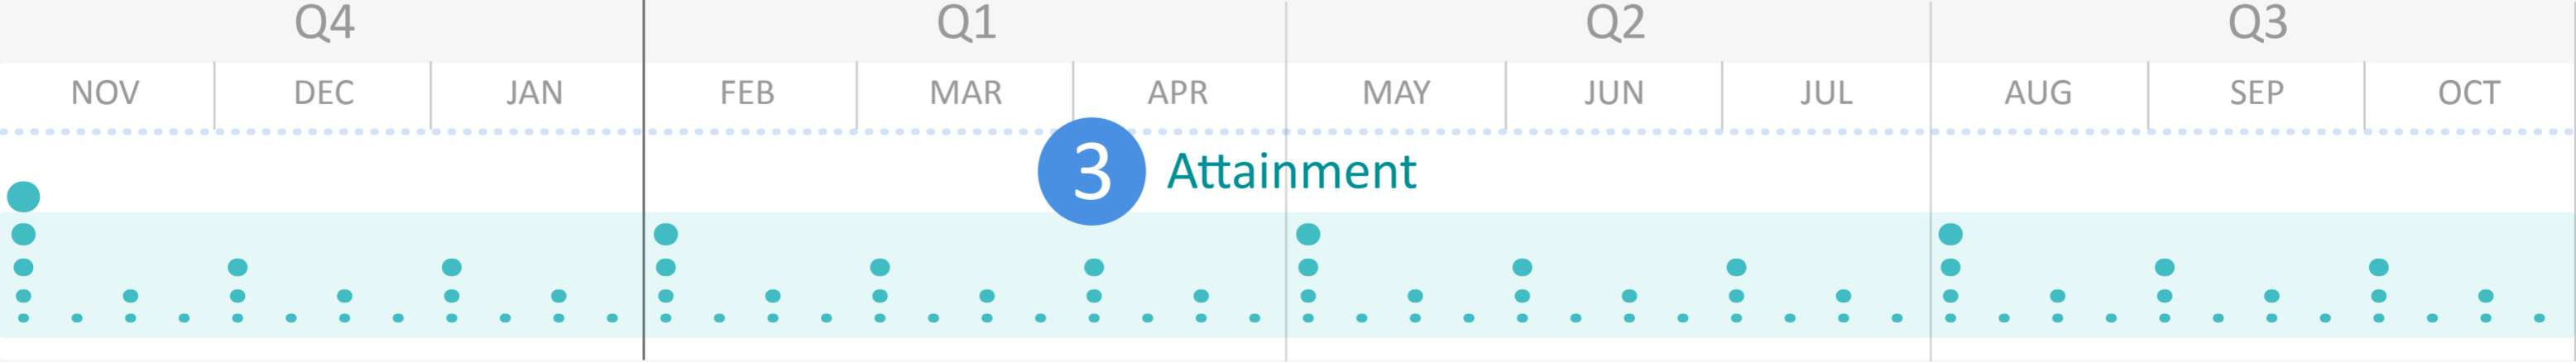 Q4 Q1 Q2 Q3
NOV DEC JAN FEB MAR APR MAY JUN JUL AUG SEP OCT
3 Attainment